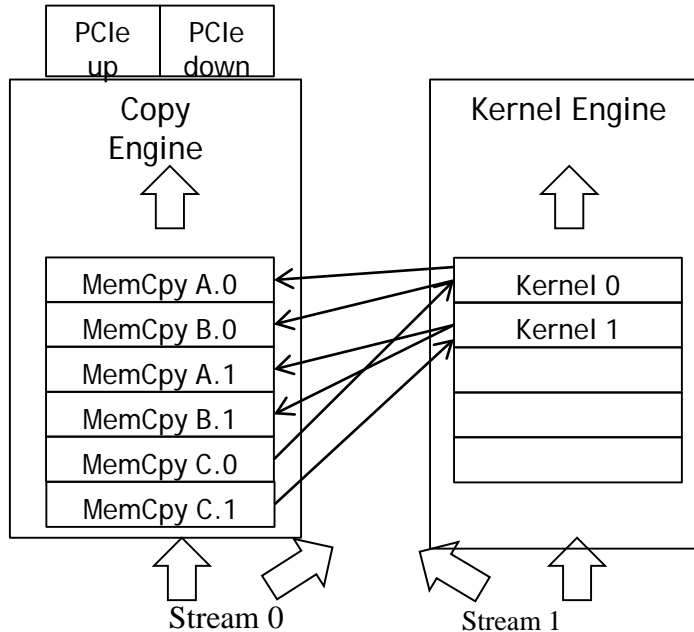 PCIe
up
PCIe
down
Copy
Engine
MemCpy A.0
MemCpy B.0
MemCpy A.1
MemCpy B.1
MemCpy C.0
MemCpy C.1
Kernel Engine
Kernel 0
Kernel 1
Stream 0
Stream 1